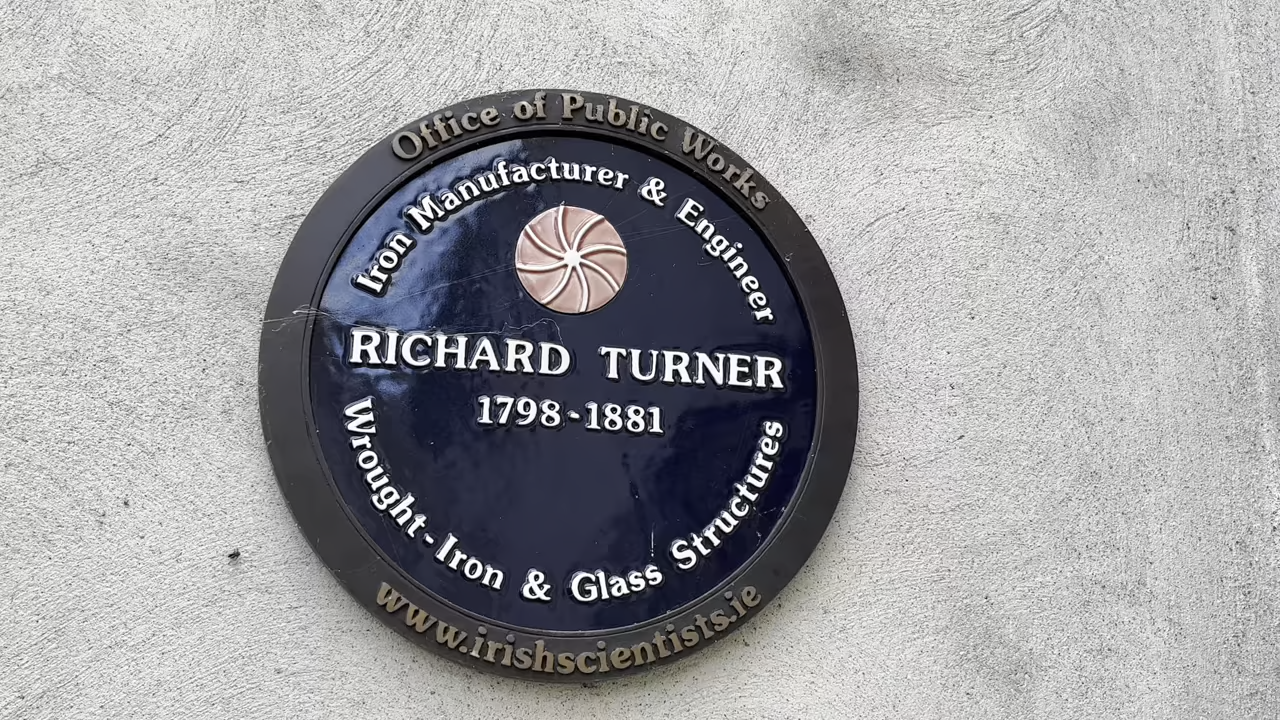 Office of Public Works
Iron Manufacturer & Engineer
RICHARD TURNER
1798-1881
Wrought-Iron & Glass Structures
www.irishscientists.ie